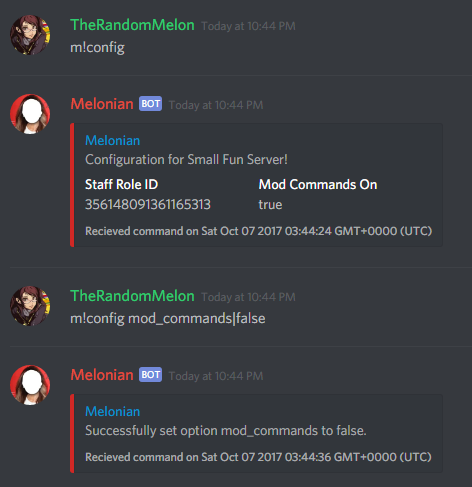 TheRandomMelon Today at 10:44 PM
m!config
Melonian BOT Today at 10:44 PM
Melonian
Configuration for Small Fun Server!
Staff Role ID Mod Commands On
356148091361165313 true
Recieved command on Sat Oct 07 2017 03:44:24 GMT+0000 (UTC)
TheRandomMelon Today at 10:44 PM
m!config mod_commands|false
Melonian BOT Today at 10:44 PM
Melonian
Successfully set option mod_commands to false.
Recieved command on Sat Oct 07 2017 03:44:36 GMT+0000 (UTC)